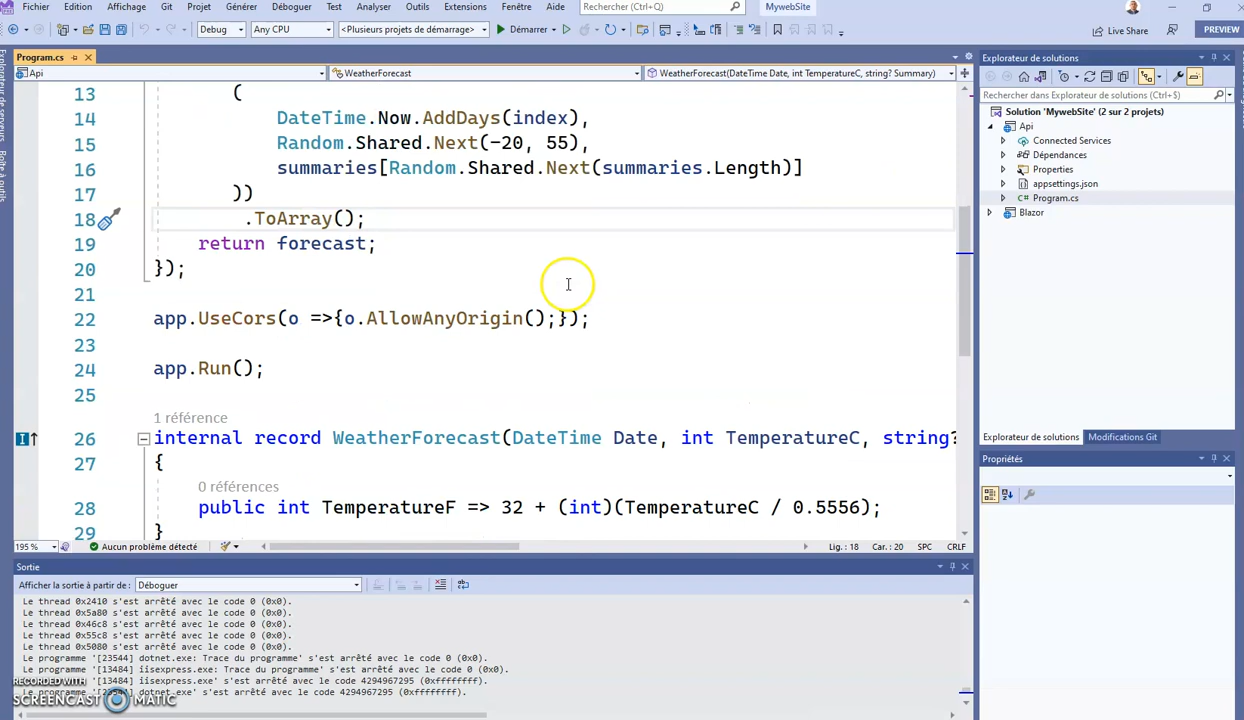 Fichier Edition Affichage Git Projet Générer Déboguer Test Analyser Outils Extensions Fenêtre Aide Rechercher (Ctrl+Q) MywebSite
Debug Any CPU <Plusieurs projets de démarrage> Démarrer Live Share PREVIEW
Explorateur de serveurs
Boîte à outils
Program.cs
Api WeatherForecast WeatherForecast(DateTime Date, int TemperatureC, string? Summary)
13 (
14 DateTime.Now.AddDays(index),
15 Random.Shared.Next(-20, 55),
16 summaries[Random.Shared.Next(summaries.Length)]
17 ))
18 .ToArray();
19 return forecast;
20 });
21
22 app.UseCors(o =>{o.AllowAnyOrigin();});
23
24 app.Run();
25
1 référence
26 internal record WeatherForecast(DateTime Date, int TemperatureC, string?
27 {
0 références
28 public int TemperatureF => 32 + (int)(TemperatureC / 0.5556);
29 }
195 % Aucun problème détecté Lig. : 18 Car. : 20 SPC CRLF
Sortie
Afficher la sortie à partir de : Déboguer
Le thread 0x2410 s'est arrêté avec le code 0 (0x0).
Le thread 0x5a80 s'est arrêté avec le code 0 (0x0).
Le thread 0x46c8 s'est arrêté avec le code 0 (0x0).
Le thread 0x55c8 s'est arrêté avec le code 0 (0x0).
Le thread 0x5080 s'est arrêté avec le code 0 (0x0).
Le programme '[23544] dotnet.exe: Trace du programme' s'est arrêté avec le code 0 (0x0).
Le programme '[13484] iisexpress.exe: Trace du programme' s'est arrêté avec le code 0 (0x0).
Le programme '[13484] iisexpress.exe' s'est arrêté avec le code 4294967295 (0xffffffff).
dotnet.exe' s'est arrêté avec le code 4294967295 (0xffffffff).
RECORDED WITH
SCREENCAST MATIC
Explorateur de solutions
Rechercher dans Explorateur de solutions (Ctrl+$)
Solution 'MywebSite' (2 sur 2 projets)
Api
Connected Services
Dépendances
Properties
appsettings.json
C# Program.cs
Blazor
Explorateur de solutions Modifications Git
Propriétés